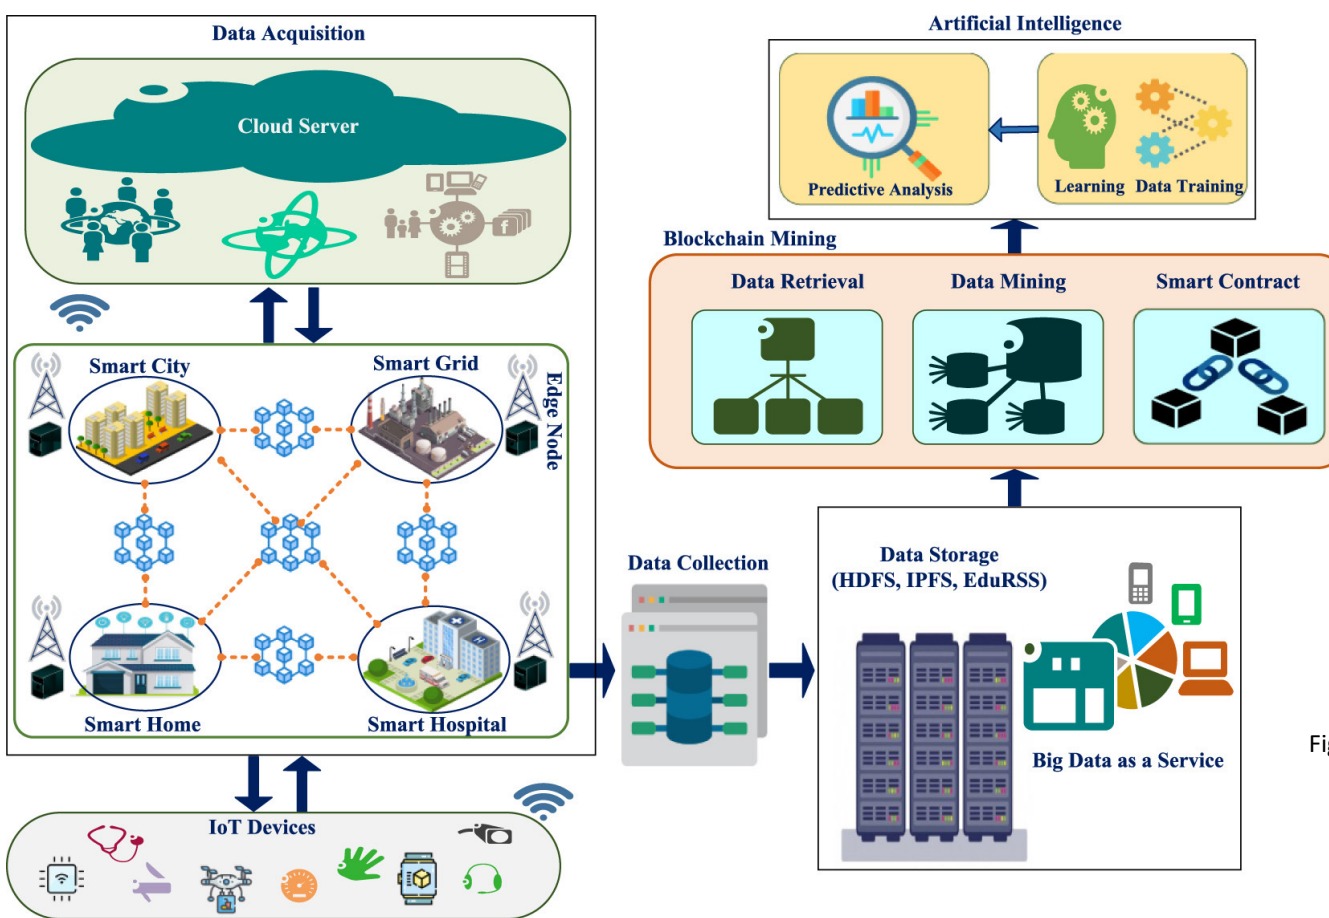 Data Acquisition
Cloud Server
Smart City
Smart Grid
Edge Node
Smart Home
Smart Hospital
IoT Devices
Data Collection
Data Storage
(HDFS, IPFS, EduRSS)
Big Data as a Service
Blockchain Mining
Data Retrieval
Data Mining
Smart Contract
Artificial Intelligence
Predictive Analysis
Learning
Data Training